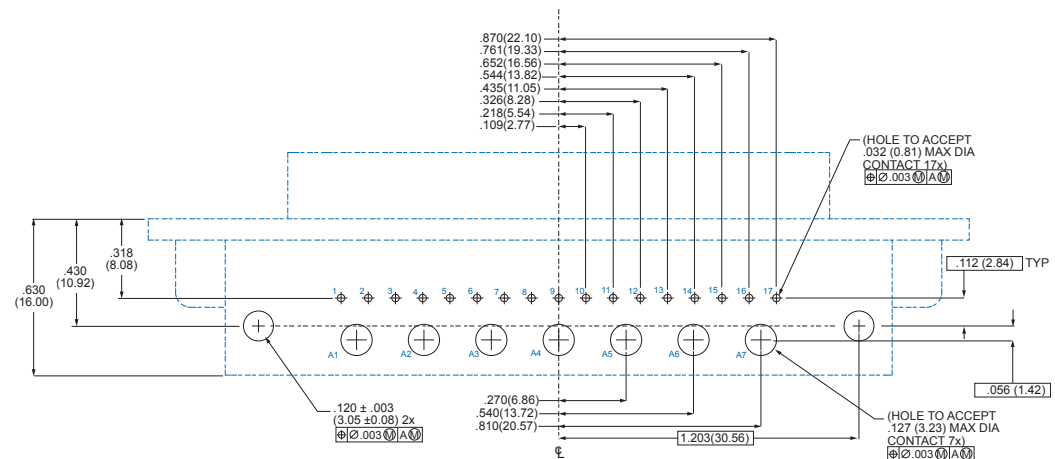 .870(22.10)
.761(19.33)
.652(16.56)
.544(13.82)
.435(11.05)
.326(8.28)
.218(5.54)
.109(2.77)
(HOLE TO ACCEPT
.032 (0.81) MAX DIA
CONTACT 17x)
⌖ Ø.003 Ⓜ A Ⓜ
.318
(8.08)
.430
(10.92)
.630
(16.00)
.112 (2.84) TYP
1 2 3 4 5 6 7 8 9 10 11 12 13 14 15 16 17
A1 A2 A3 A4 A5 A6 A7
.056 (1.42)
.120 ± .003
(3.05 ±0.08) 2x
⌖ Ø.003 Ⓜ A Ⓜ
.270(6.86)
.540(13.72)
.810(20.57)
1.203(30.56)
(HOLE TO ACCEPT
.127 (3.23) MAX DIA
CONTACT 7x)
⌖ Ø.003 Ⓜ A Ⓜ
℄